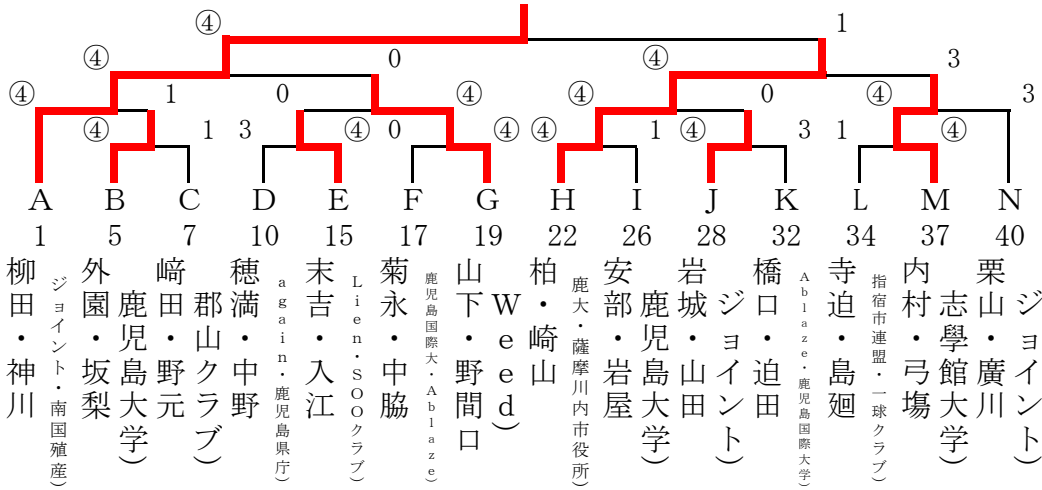 ④ 1
④ 0 ④ 3
④ 1 0 ④ ④ 0 ④ 3
④ 1 3 ④ 0 ④ ④ 1 ④ 3 1 ④
A B C D E F G H I J K L M N
1 5 7 10 15 17 19 22 26 28 32 34 37 40
柳田・神川
ジョイント・南国殖産)
外園・坂梨
鹿児島大学)
﨑田・野元
郡山クラブ)
穂満・中野
again・鹿児島県庁)
末吉・入江
Lien・SOOクラブ)
菊永・中脇
鹿児島国際大・Ablaze)
山下・野間口
Weed)
柏・崎山
鹿大・薩摩川内市役所)
安部・岩屋
鹿児島大学)
岩城・山田
ジョイント)
橋口・迫田
Ablaze・鹿児島国際大学)
寺迫・島廻
指宿市連盟・一球クラブ)
内村・弓場
志學館大学)
栗山・廣川
ジョイント)